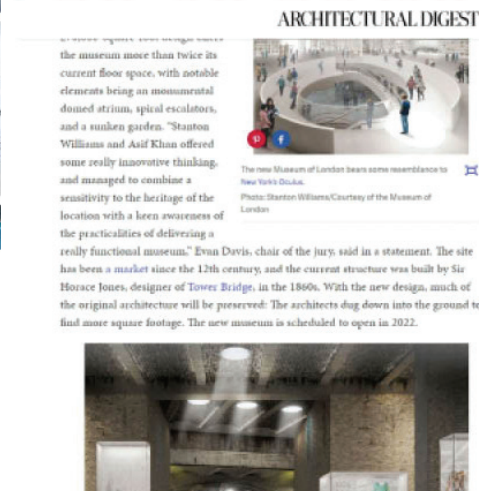 ARCHITECTURAL DIGEST
the museum more than twice its
current floor space, with notable
elements being an monumental
domed atrium, spiral escalators,
and a sunken garden. "Stanton
Williams and Asif Khan offered
some really innovative thinking,
and managed to combine a
sensitivity to the heritage of the
location with a keen awareness of
the practicalities of delivering a
The new Museum of London bears some resemblance to
New York's Oculus.
Photo: Stanton Williams/Courtesy of the Museum of
London
really functional museum," Evan Davis, chair of the jury, said in a statement. The site
has been a market since the 12th century, and the current structure was built by Sir
Horace Jones, designer of Tower Bridge, in the 1860s. With the new design, much of
the original architecture will be preserved: The architects dug down into the ground to
find more square footage. The new museum is scheduled to open in 2022.